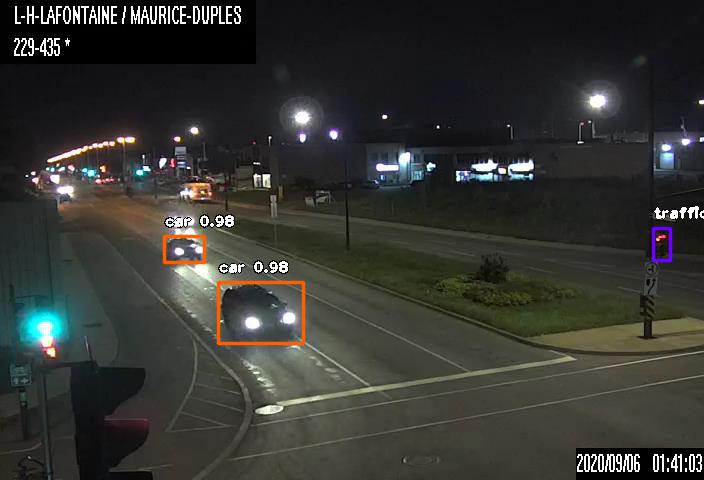 L-H-LAFONTAINE / MAURICE-DUPLES
229-435 *
car 0.98
traffic
car 0.98
2020/09/06 01:41:03